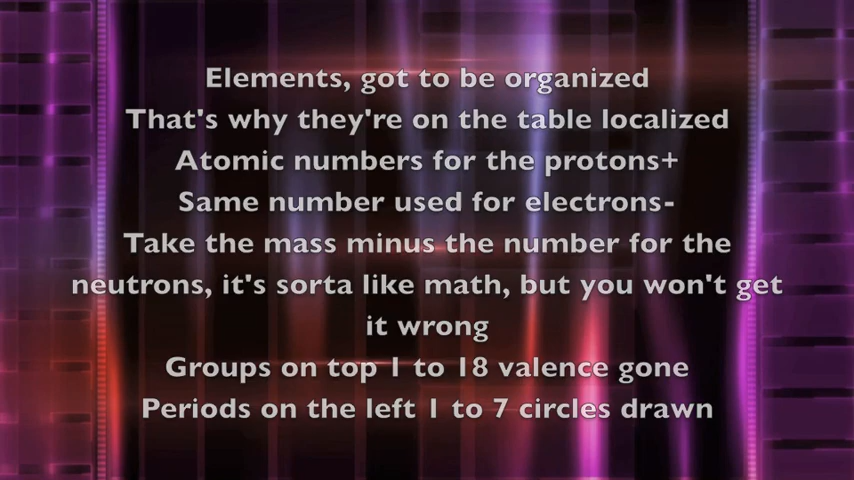 Elements, got to be organized
That's why they're on the table localized
Atomic numbers for the protons+
Same number used for electrons-
Take the mass minus the number for the
neutrons, it's sorta like math, but you won't get
it wrong
Groups on top 1 to 18 valence gone
Periods on the left 1 to 7 circles drawn